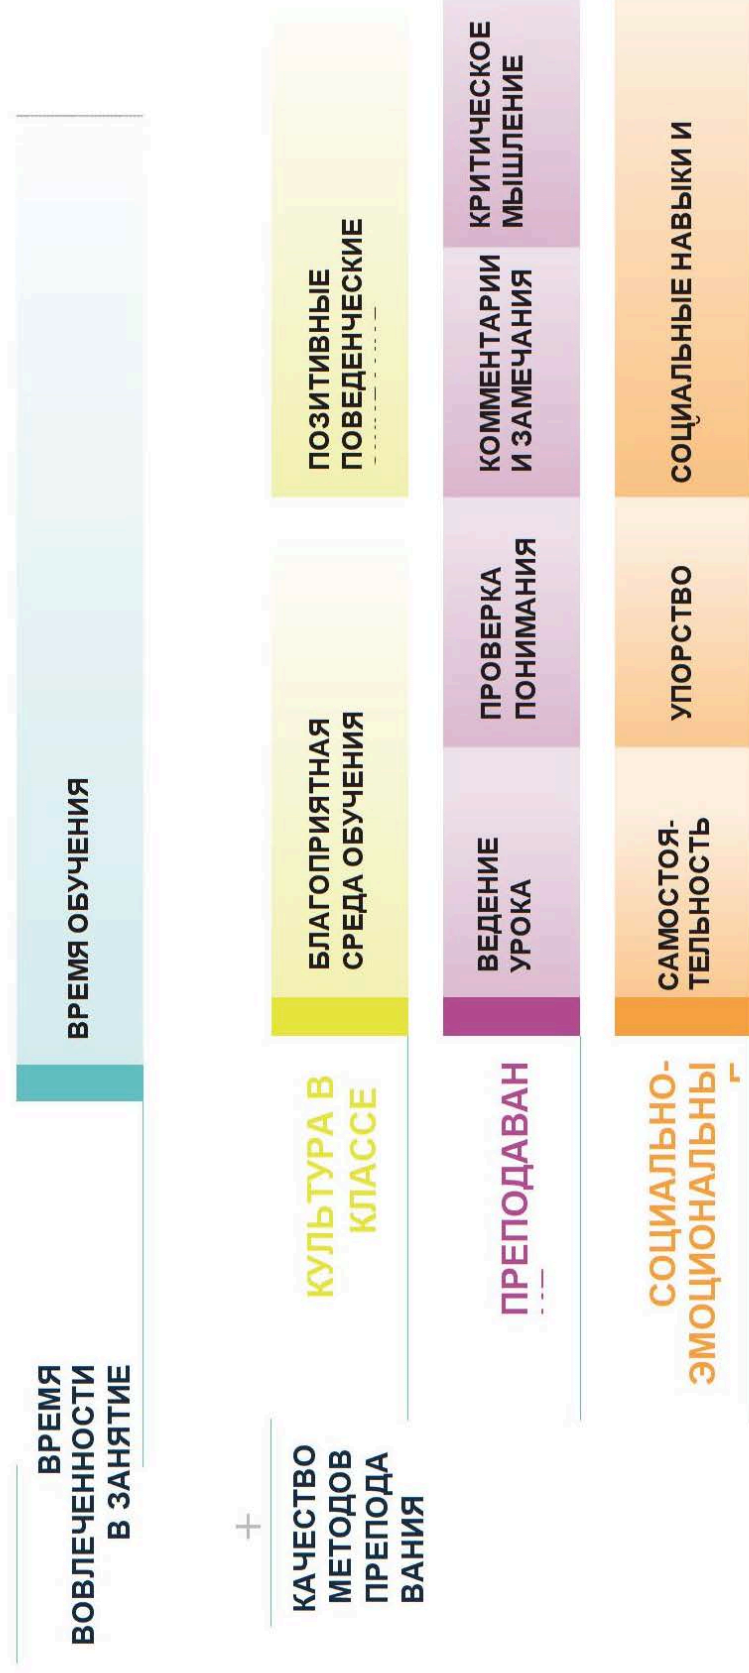 ВРЕМЯ
ВОВЛЕЧЕННОСТИ
В ЗАНЯТИЕ
ВРЕМЯ ОБУЧЕНИЯ
+
КАЧЕСТВО
МЕТОДОВ
ПРЕПОДА
ВАНИЯ
КУЛЬТУРА В
КЛАССЕ
БЛАГОПРИЯТНАЯ
СРЕДА ОБУЧЕНИЯ
ПОЗИТИВНЫЕ
ПОВЕДЕНЧЕСКИЕ
ПРЕПОДАВАН
ВЕДЕНИЕ
УРОКА
ПРОВЕРКА
ПОНИМАНИЯ
КОММЕНТАРИИ
И ЗАМЕЧАНИЯ
КРИТИЧЕСКОЕ
МЫШЛЕНИЕ
СОЦИАЛЬНО-
ЭМОЦИОНАЛЬНЫ
САМОСТОЯ-
ТЕЛЬНОСТЬ
УПОРСТВО
СОЦИАЛЬНЫЕ НАВЫКИ И